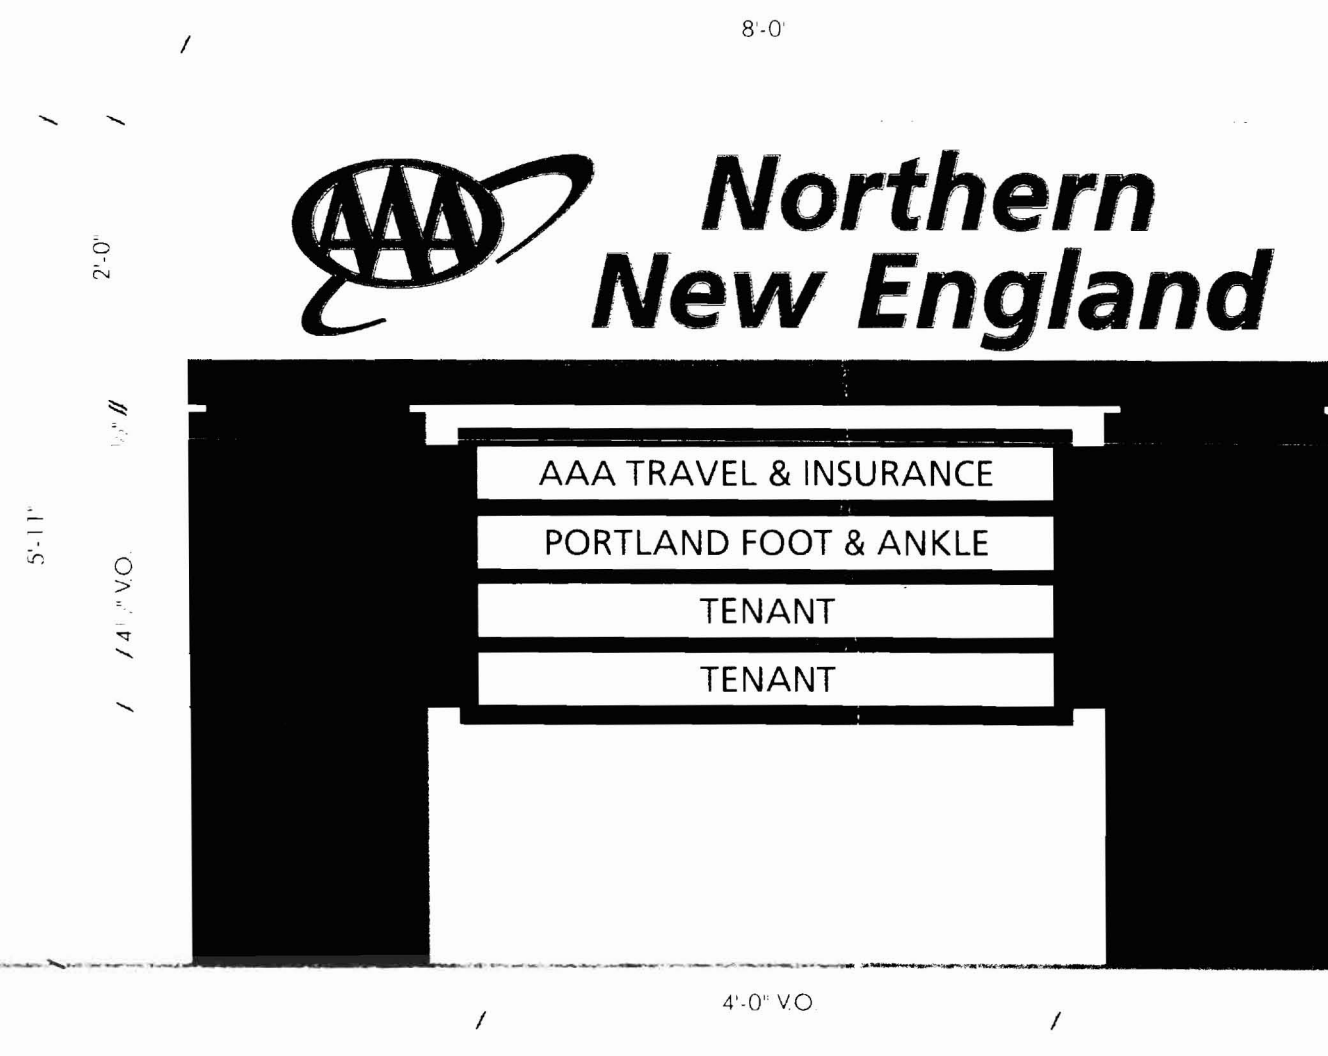 8'-0"
AAA
Northern
New England
2'-0"
5'-11"
AAA TRAVEL & INSURANCE
PORTLAND FOOT & ANKLE
TENANT
TENANT
V.O.
4'-0" V.O.